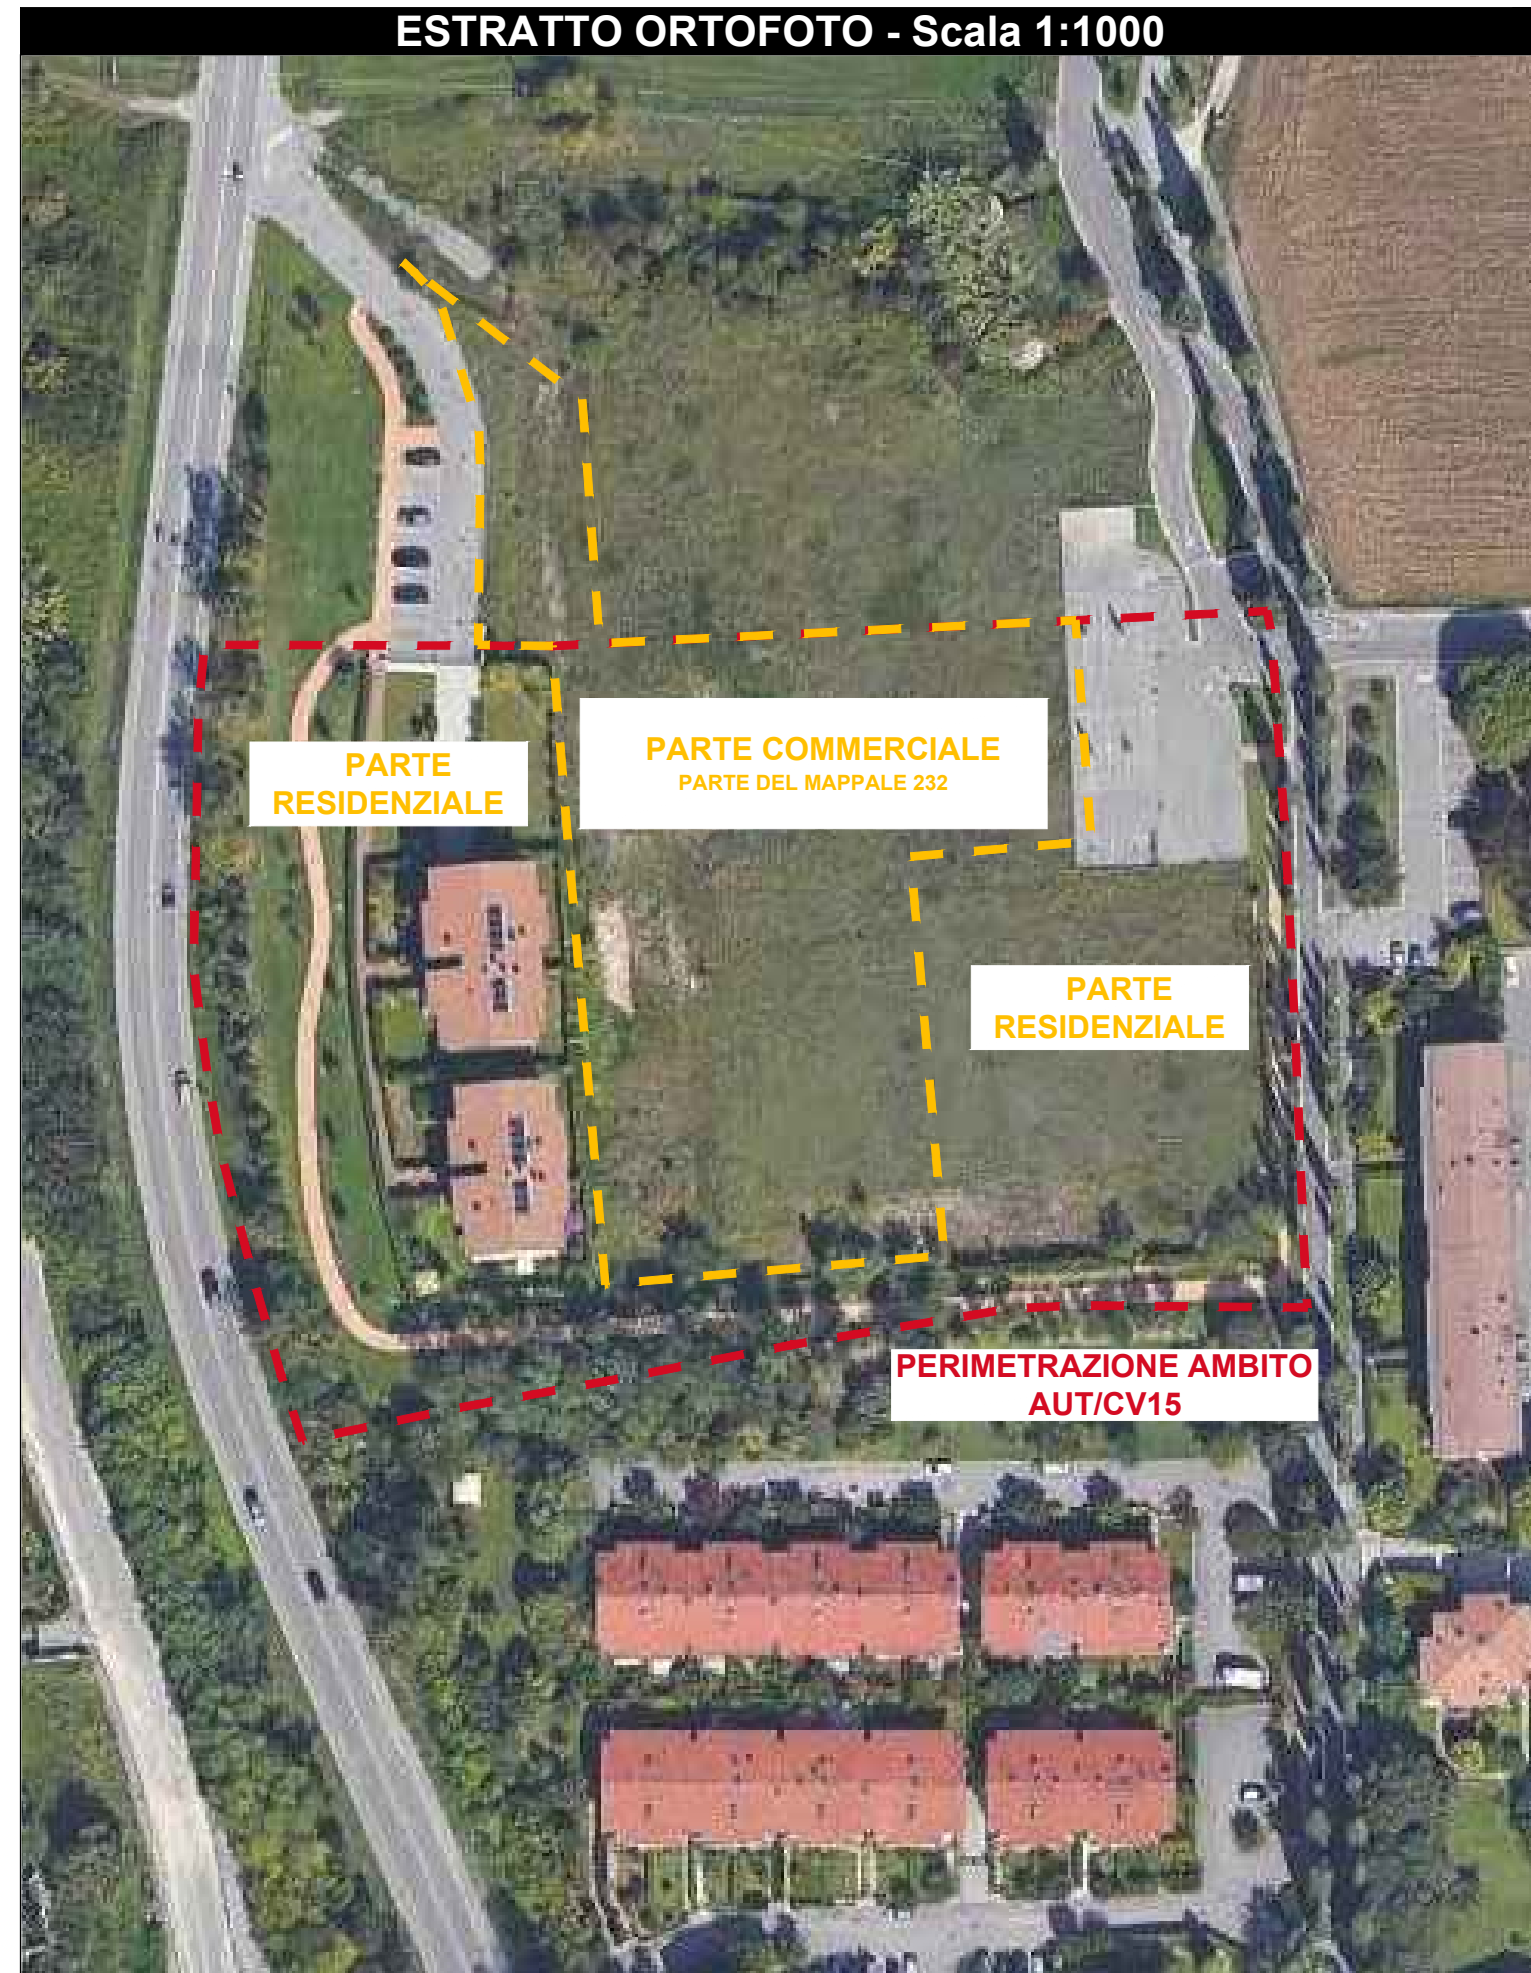 ESTRATTO ORTOFOTO - Scala 1:1000
PARTE
RESIDENZIALE
PARTE COMMERCIALE
PARTE DEL MAPPALE 232
PARTE
RESIDENZIALE
PERIMETRAZIONE AMBITO
AUT/CV15